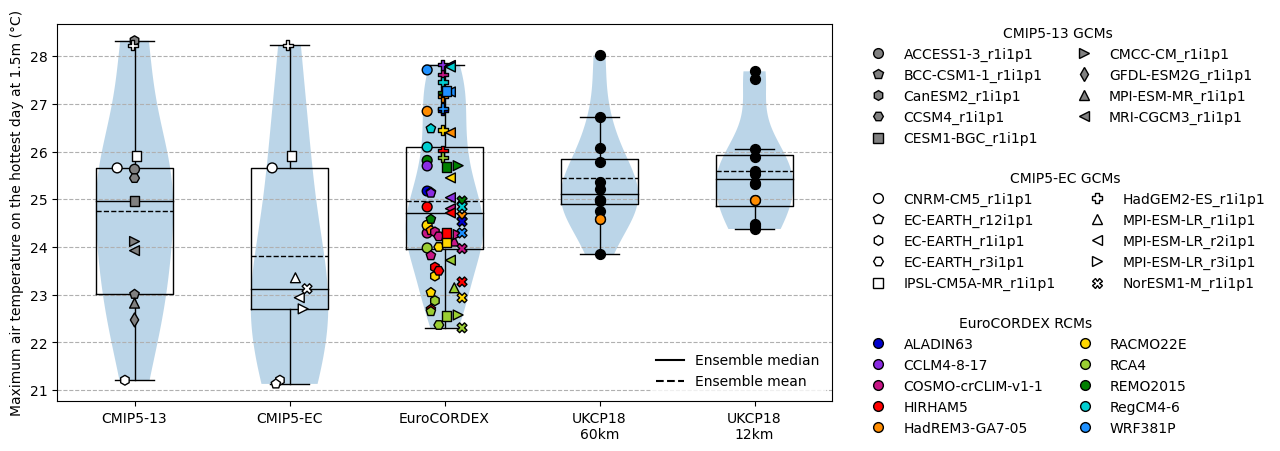 Maximum air temperature on the hottest day at 1.5m (°C)
28
27
26
25
24
23
22
21
CMIP5-13
CMIP5-EC
EuroCORDEX
UKCP18
60km
UKCP18
12km
Ensemble median
Ensemble mean
CMIP5-13 GCMs
ACCESS1-3_r1i1p1
BCC-CSM1-1_r1i1p1
CanESM2_r1i1p1
CCSM4_r1i1p1
CESM1-BGC_r1i1p1
CMCC-CM_r1i1p1
GFDL-ESM2G_r1i1p1
MPI-ESM-MR_r1i1p1
MRI-CGCM3_r1i1p1
CMIP5-EC GCMs
CNRM-CM5_r1i1p1
EC-EARTH_r12i1p1
EC-EARTH_r1i1p1
EC-EARTH_r3i1p1
IPSL-CM5A-MR_r1i1p1
HadGEM2-ES_r1i1p1
MPI-ESM-LR_r1i1p1
MPI-ESM-LR_r2i1p1
MPI-ESM-LR_r3i1p1
NorESM1-M_r1i1p1
EuroCORDEX RCMs
ALADIN63
CCLM4-8-17
COSMO-crCLIM-v1-1
HIRHAM5
HadREM3-GA7-05
RACMO22E
RCA4
REMO2015
RegCM4-6
WRF381P